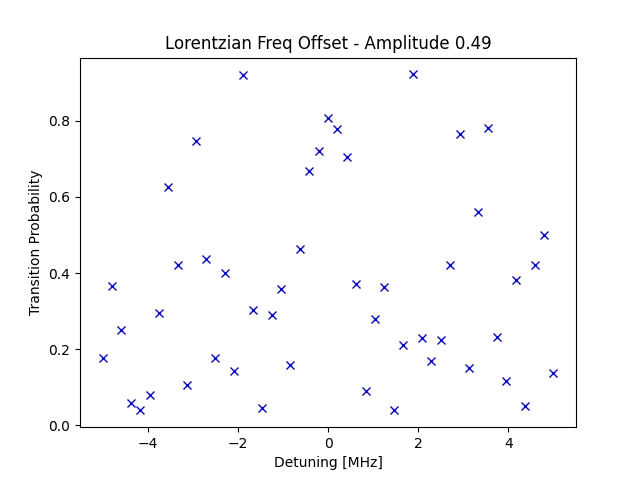 Lorentzian Freq Offset - Amplitude 0.49
Transition Probability
0.8
0.6
0.4
0.2
0.0
−4 −2 0 2 4
Detuning [MHz]